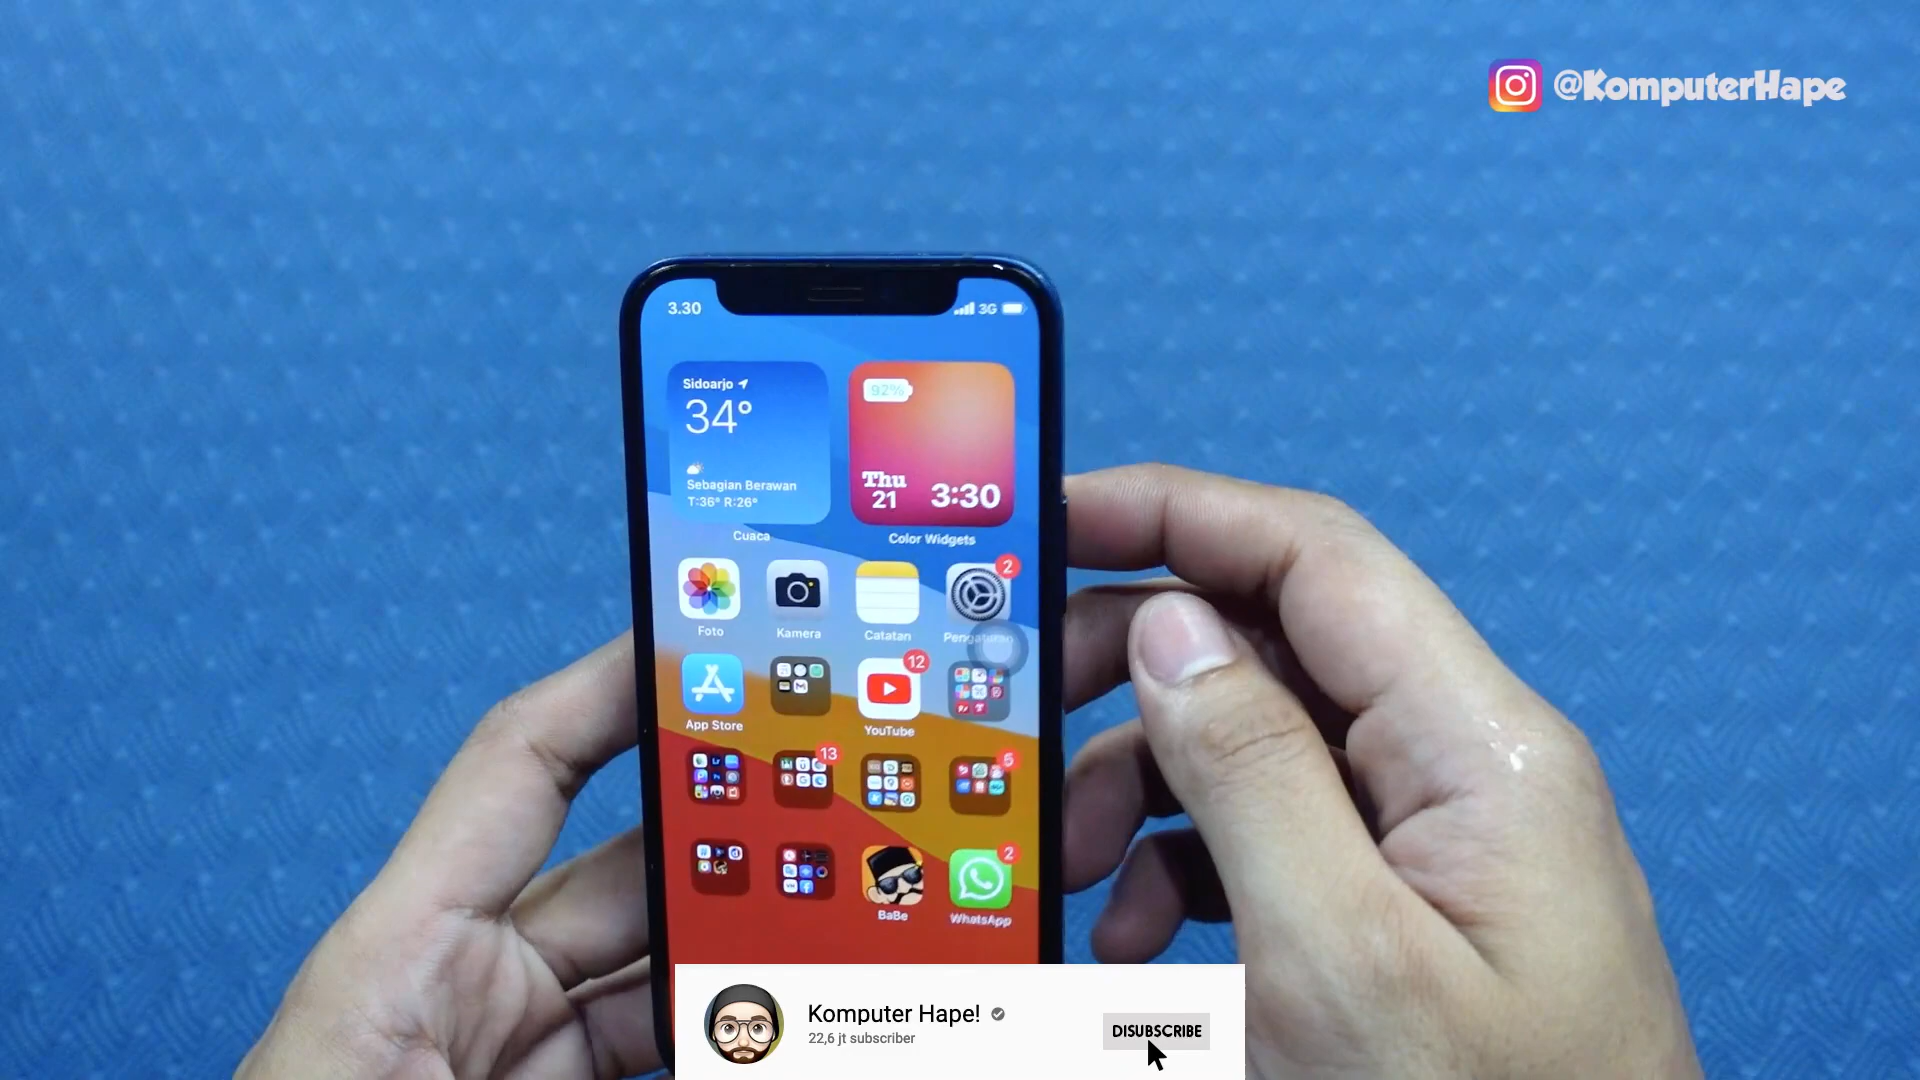 @KomputerHape
3.30
3G
Sidoarjo
34°
Sebagian Berawan
T:36° R:26°
Cuaca
92%
Thu
21
3:30
Color Widgets
2
Foto
Kamera
Catatan
Pengaturan
12
App Store
YouTube
13
5
2
BaBe
WhatsApp
Komputer Hape!
22,6 jt subscriber
DISUBSCRIBE